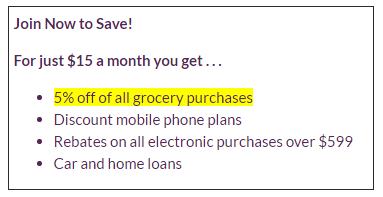 Join Now to Save!
For just $15 a month you get . . .
• 5% off of all grocery purchases
• Discount mobile phone plans
• Rebates on all electronic purchases over $599
• Car and home loans